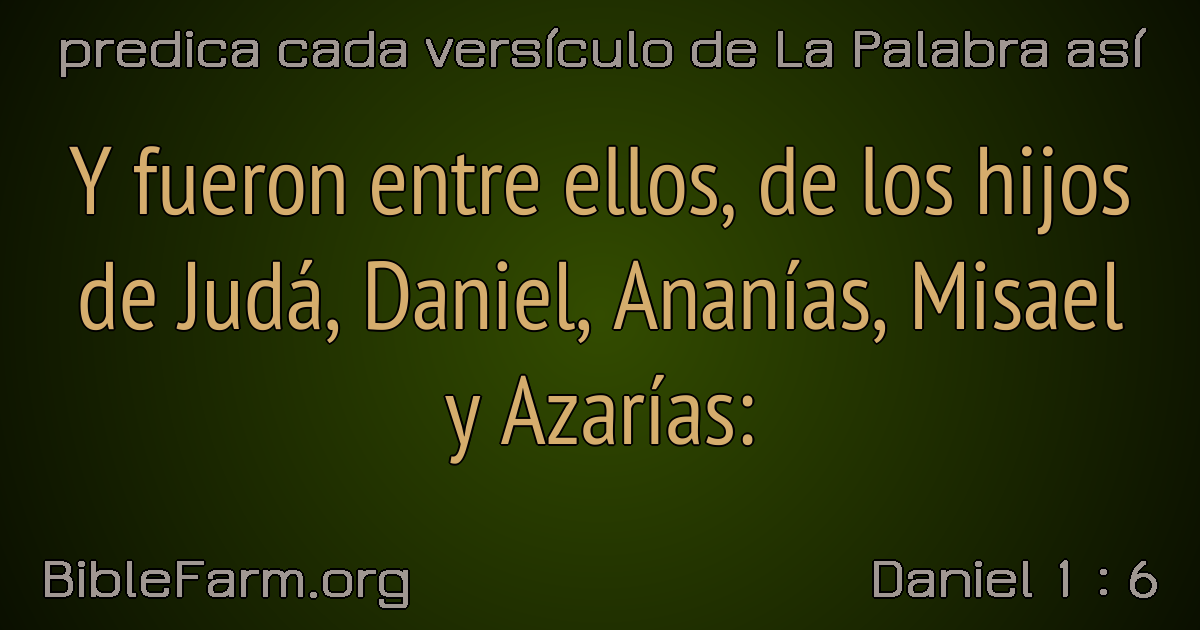 predica cada versículo de La Palabra así
Y fueron entre ellos, de los hijos
de Judá, Daniel, Ananías, Misael
y Azarías:
BibleFarm.org
Daniel 1 : 6